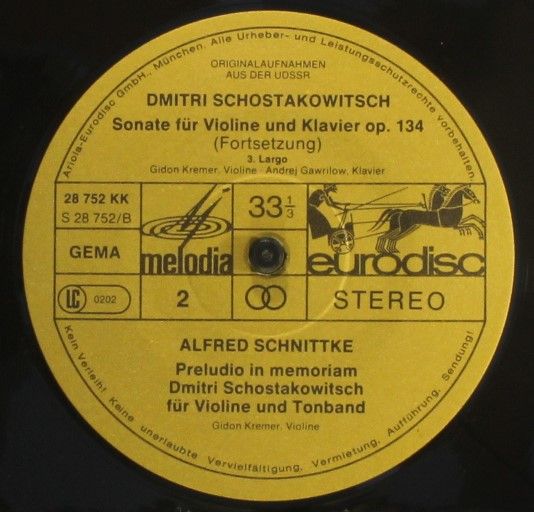 Ariola-Eurodisc GmbH., München. Alle Urheber- und Leistungsschutzrechte vorbehalten.
ORIGINALAUFNAHMEN
AUS DER UDSSR
DMITRI SCHOSTAKOWITSCH
Sonate für Violine und Klavier op. 134
(Fortsetzung)
3. Largo
Gidon Kremer, Violine   Andrej Gawrilow, Klavier
28 752 KK
S 28 752/B
GEMA
melodia
33 1/3
eurodisc
LC 0202
2
STEREO
ALFRED SCHNITTKE
Preludio in memoriam
Dmitri Schostakowitsch
für Violine und Tonband
Gidon Kremer, Violine
Kein Verleih! Keine unerlaubte Vervielfältigung, Vermietung, Aufführung, Sendung!